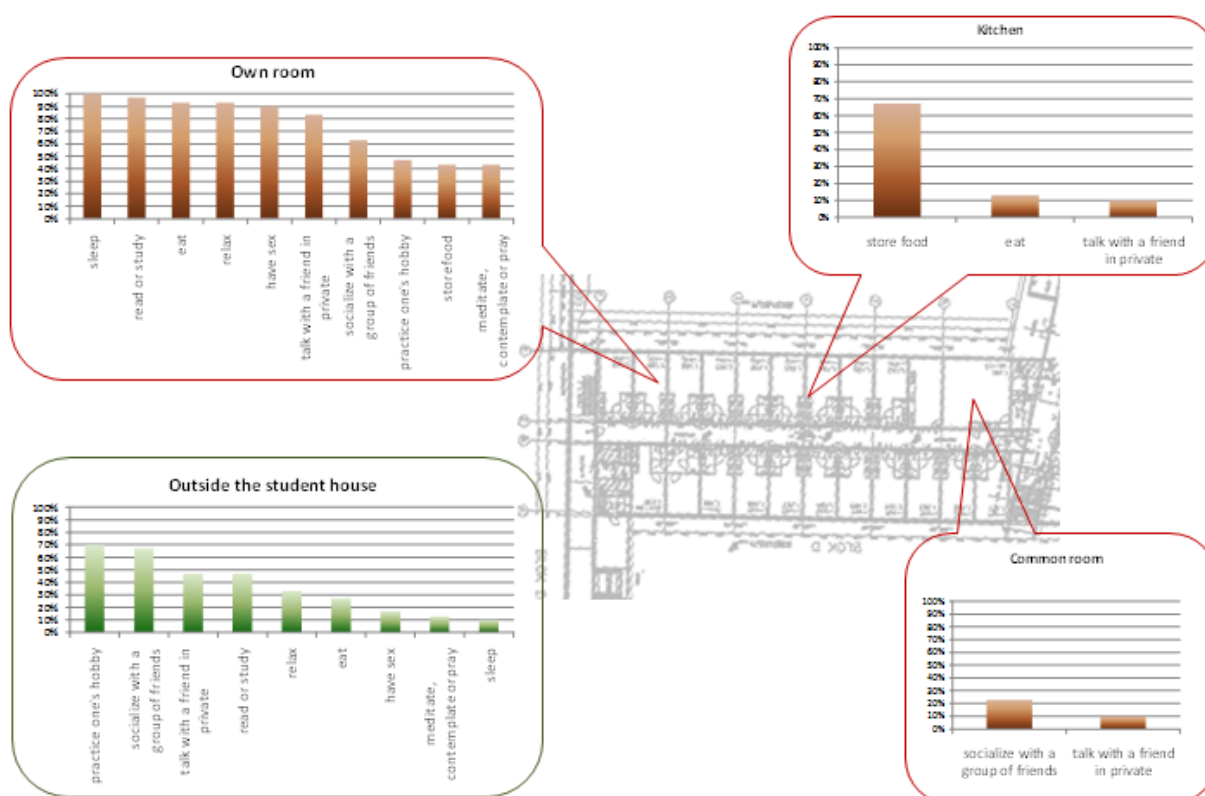 Own room
100%
90%
80%
70%
60%
50%
40%
30%
20%
10%
0%
sleep
read or study
eat
relax
have sex
talk with a friend in
private
socialize with a
group of friends
practice one's hobby
storefood
meditate,
contemplate or pray
Kitchen
100%
90%
80%
70%
60%
50%
40%
30%
20%
10%
0%
store food
eat
talk with a friend
in private
Outside the student house
100%
90%
80%
70%
60%
50%
40%
30%
20%
10%
0%
practice one's hobby
socialize with a
group of friends
talk with a friend in
private
read or study
relax
eat
have sex
meditate,
contemplate or pray
sleep
BLOK D
BLOK D
Common room
100%
90%
80%
70%
60%
50%
40%
30%
20%
10%
0%
socialize with a
group of friends
talk with a friend
in private